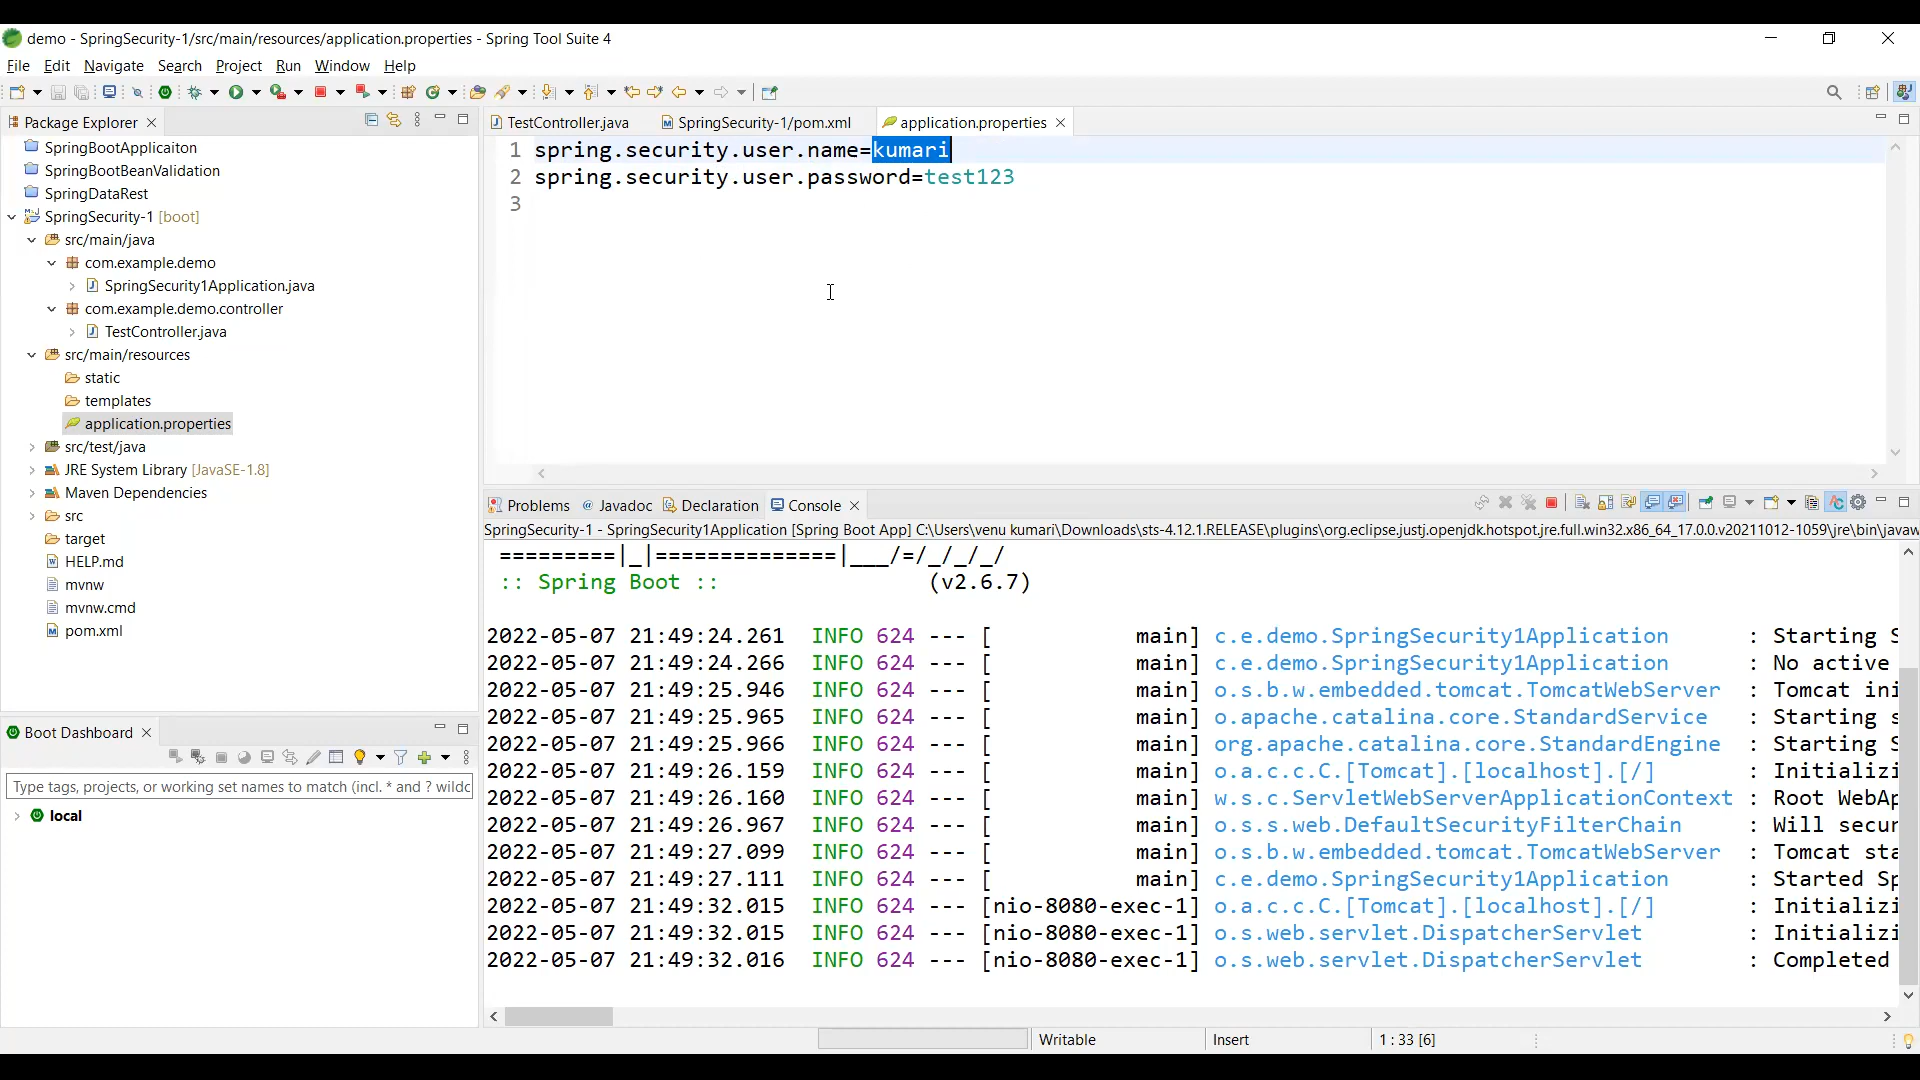 demo - SpringSecurity-1/src/main/resources/application.properties - Spring Tool Suite 4
File Edit Navigate Search Project Run Window Help
Package Explorer
SpringBootApplicaiton
SpringBootBeanValidation
SpringDataRest
SpringSecurity-1 [boot]
src/main/java
com.example.demo
SpringSecurity1Application.java
com.example.demo.controller
TestController.java
src/main/resources
static
templates
application.properties
src/test/java
JRE System Library [JavaSE-1.8]
Maven Dependencies
src
target
HELP.md
mvnw
mvnw.cmd
pom.xml
Boot Dashboard
Type tags, projects, or working set names to match (incl. * and ? wildc
local
TestController.java SpringSecurity-1/pom.xml application.properties
1 spring.security.user.name=kumari
2 spring.security.user.password=test123
3
Problems Javadoc Declaration Console
SpringSecurity-1 - SpringSecurity1Application [Spring Boot App] C:\Users\venu kumari\Downloads\sts-4.12.1.RELEASE\plugins\org.eclipse.justj.openjdk.hotspot.jre.full.win32.x86_64_17.0.0.v20211012-1059\jre\bin\javaw
=========|_|==============|___/=/_/_/_/
:: Spring Boot :: (v2.6.7)
2022-05-07 21:49:24.261 INFO 624 --- [ main] c.e.demo.SpringSecurity1Application : Starting S
2022-05-07 21:49:24.266 INFO 624 --- [ main] c.e.demo.SpringSecurity1Application : No active
2022-05-07 21:49:25.946 INFO 624 --- [ main] o.s.b.w.embedded.tomcat.TomcatWebServer : Tomcat ini
2022-05-07 21:49:25.965 INFO 624 --- [ main] o.apache.catalina.core.StandardService : Starting s
2022-05-07 21:49:25.966 INFO 624 --- [ main] org.apache.catalina.core.StandardEngine : Starting S
2022-05-07 21:49:26.159 INFO 624 --- [ main] o.a.c.c.C.[Tomcat].[localhost].[/] : Initializi
2022-05-07 21:49:26.160 INFO 624 --- [ main] w.s.c.ServletWebServerApplicationContext : Root WebAp
2022-05-07 21:49:26.967 INFO 624 --- [ main] o.s.s.web.DefaultSecurityFilterChain : Will secur
2022-05-07 21:49:27.099 INFO 624 --- [ main] o.s.b.w.embedded.tomcat.TomcatWebServer : Tomcat sta
2022-05-07 21:49:27.111 INFO 624 --- [ main] c.e.demo.SpringSecurity1Application : Started Sp
2022-05-07 21:49:32.015 INFO 624 --- [nio-8080-exec-1] o.a.c.c.C.[Tomcat].[localhost].[/] : Initializi
2022-05-07 21:49:32.015 INFO 624 --- [nio-8080-exec-1] o.s.web.servlet.DispatcherServlet : Initializi
2022-05-07 21:49:32.016 INFO 624 --- [nio-8080-exec-1] o.s.web.servlet.DispatcherServlet : Completed
Writable Insert 1 : 33 [6]